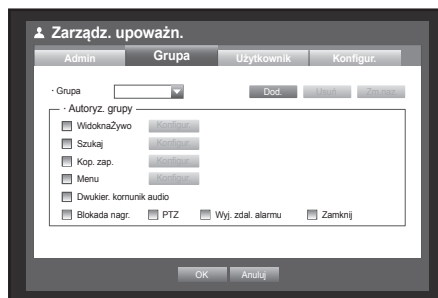 Zarządz. upoważn.
Admin Grupa Użytkownik Konfigur.
· Grupa Dod. Usuń Zm.naz.
· Autoryz. grupy
WidoknaŻywo Konfigur.
Szukaj Konfigur.
Kop. zap. Konfigur.
Menu Konfigur.
Dwukier. komunik audio
Blokada nagr. PTZ Wyj. zdal. alarmu Zamknij
OK Anuluj